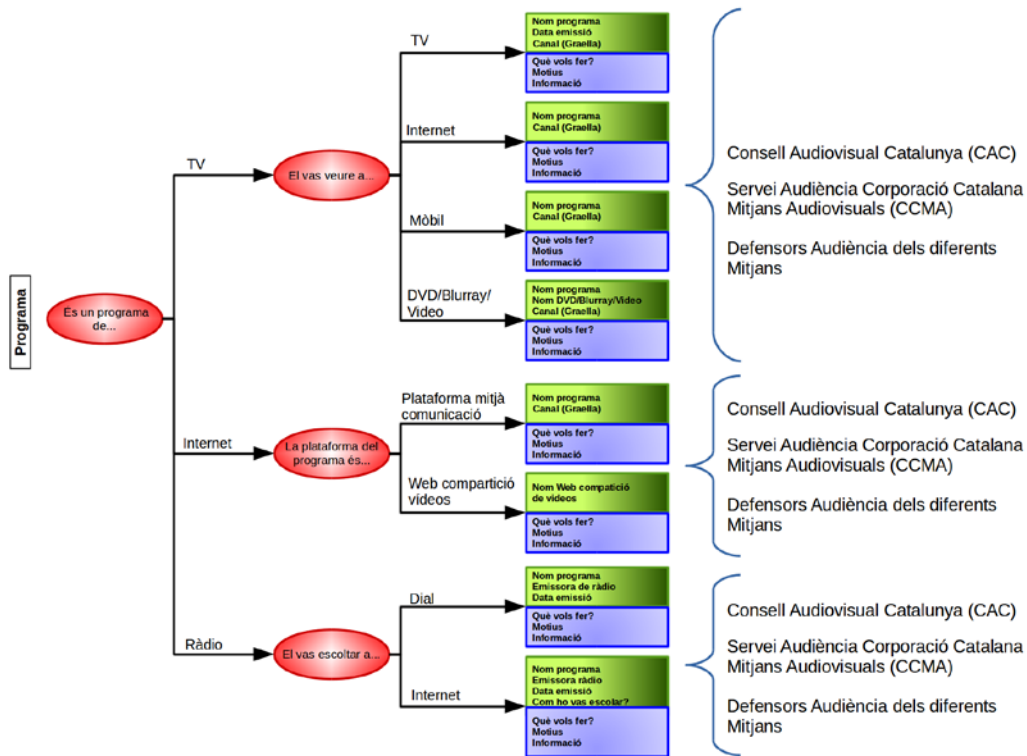 Programa
És un programa
de...
TV
El vas veure a...
TV
Nom programa
Data emissió
Canal (Graella)
Què vols fer?
Motius
Informació
Internet
Nom programa
Canal (Graella)
Què vols fer?
Motius
Informació
Mòbil
Nom programa
Canal (Graella)
Què vols fer?
Motius
Informació
DVD/Blurray/
Video
Nom programa
Nom DVD/Blurray/Video
Canal (Graella)
Què vols fer?
Motius
Informació
Consell Audiovisual Catalunya (CAC)
Servei Audiència Corporació Catalana
Mitjans Audiovisuals (CCMA)
Defensors Audiència dels diferents
Mitjans
Internet
La plataforma del
programa és...
Plataforma mitjà
comunicació
Nom programa
Canal (Graella)
Què vols fer?
Motius
Informació
Web compartició
vídeos
Nom Web compatició
de videos
Què vols fer?
Motius
Informació
Consell Audiovisual Catalunya (CAC)
Servei Audiència Corporació Catalana
Mitjans Audiovisuals (CCMA)
Defensors Audiència dels diferents
Mitjans
Ràdio
El vas escoltar a...
Dial
Nom programa
Emissora de ràdio
Data emissió
Què vols fer?
Motius
Informació
Internet
Nom programa
Emissora ràdio
Data emissió
Com ho vas escolar?
Què vols fer?
Motius
Informació
Consell Audiovisual Catalunya (CAC)
Servei Audiència Corporació Catalana
Mitjans Audiovisuals (CCMA)
Defensors Audiència dels diferents
Mitjans